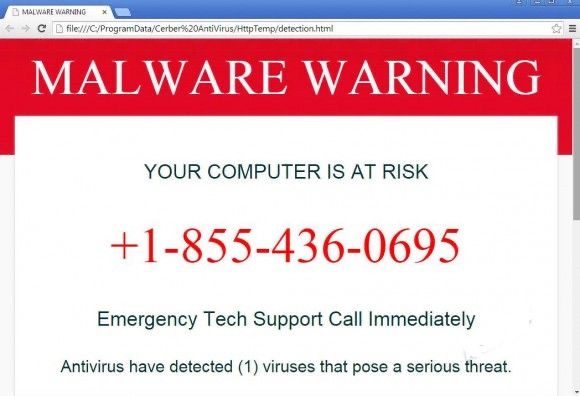 MALWARE WARNING
file:///C:/ProgramData/Cerber%20AntiVirus/HttpTemp/detection.html
MALWARE WARNING
YOUR COMPUTER IS AT RISK
+1-855-436-0695
Emergency Tech Support Call Immediately
Antivirus have detected (1) viruses that pose a serious threat.